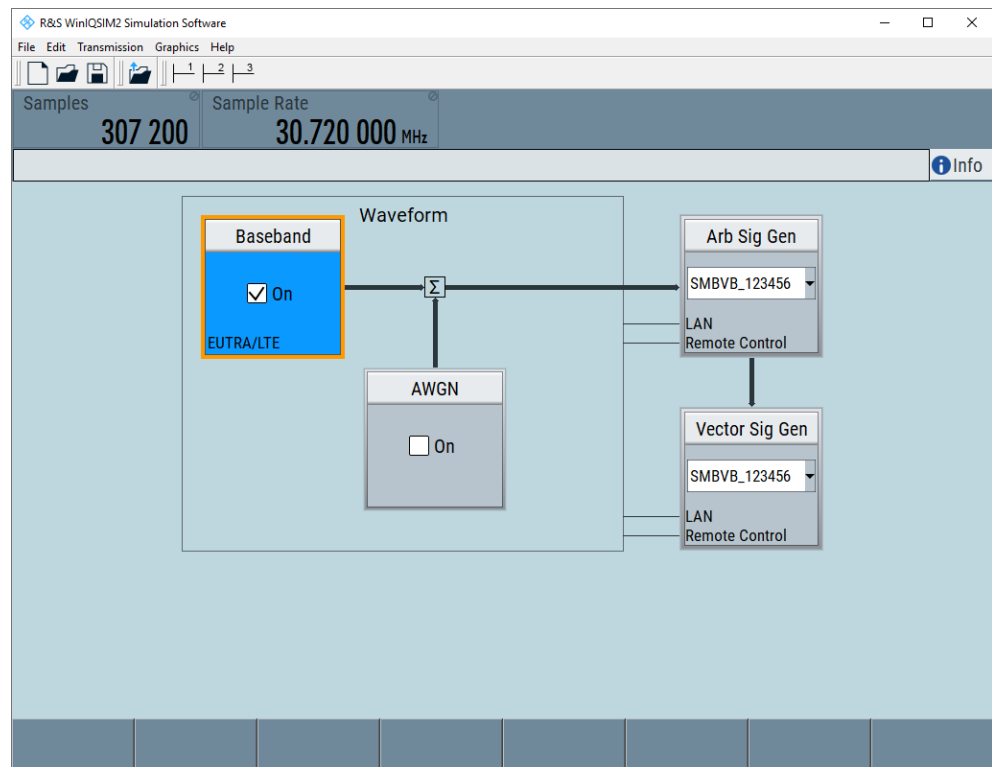 R&S WinIQSIM2 Simulation Software
File Edit Transmission Graphics Help
1 2 3
Samples
307 200
Sample Rate
30.720 000 MHz
Info
Waveform
Baseband
On
EUTRA/LTE
Σ
AWGN
On
Arb Sig Gen
SMBVB_123456
LAN
Remote Control
Vector Sig Gen
SMBVB_123456
LAN
Remote Control